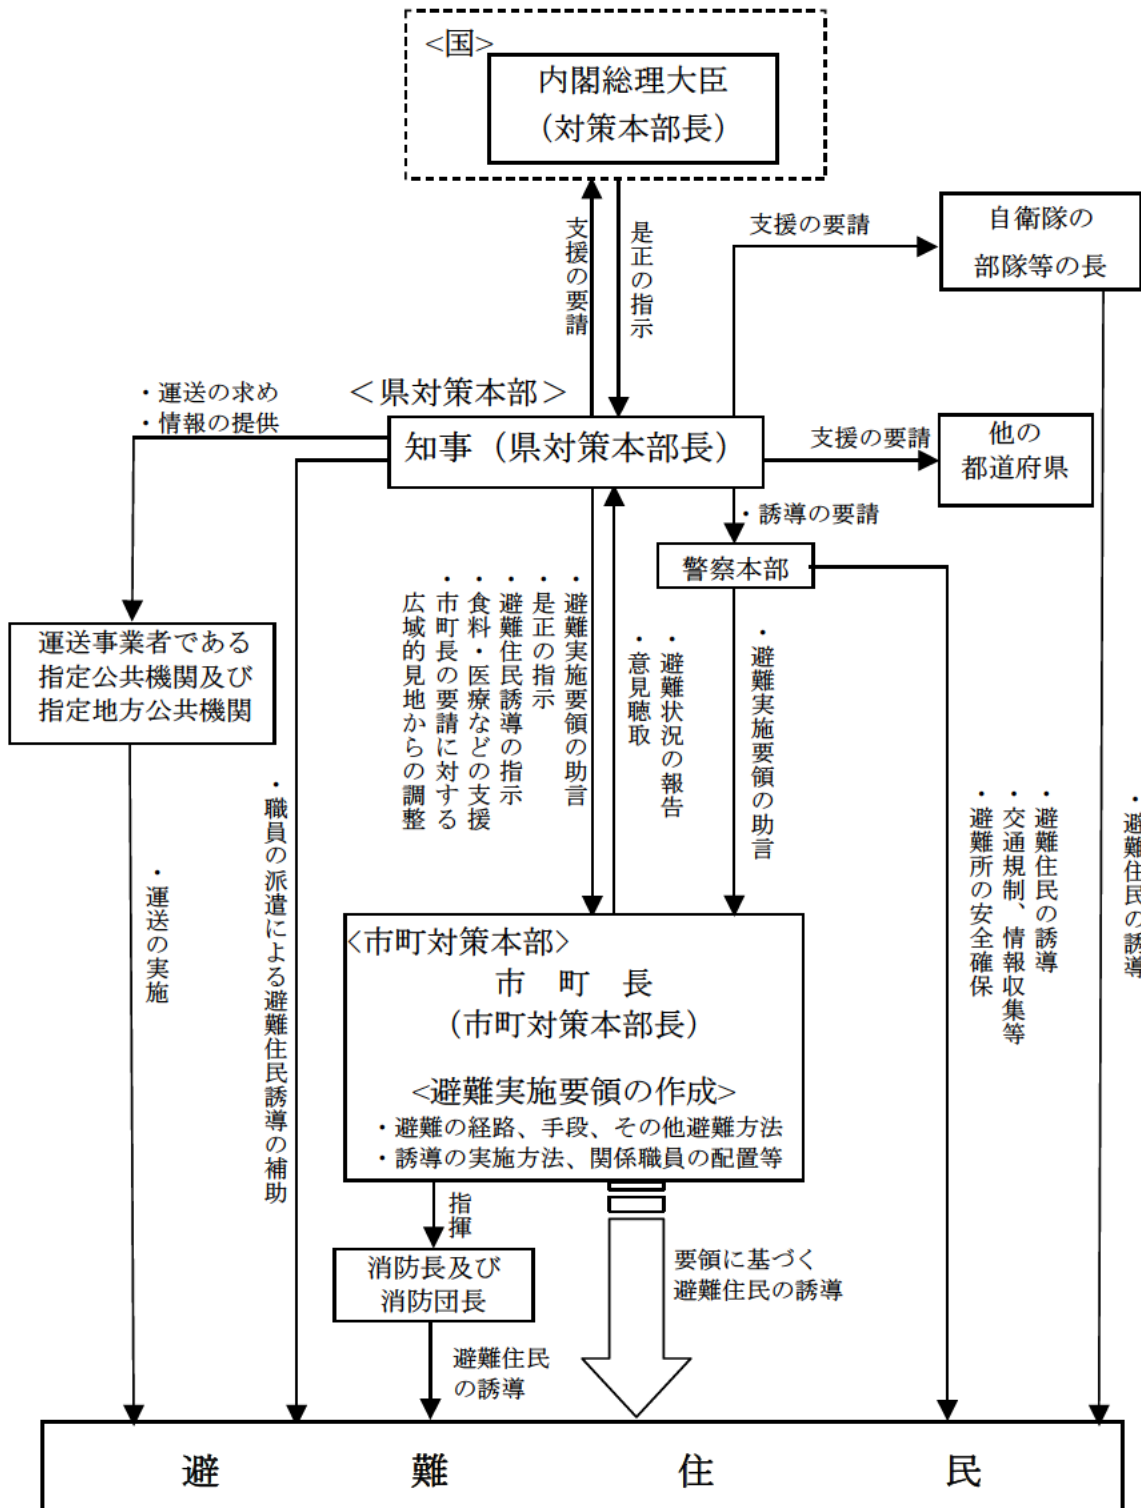 <国>
内閣総理大臣
（対策本部長）
支援の要請
是正の指示
支援の要請
自衛隊の
部隊等の長
・運送の求め
・情報の提供
＜県対策本部＞
知事（県対策本部長）
支援の要請
他の
都道府県
・誘導の要請
警察本部
運送事業者である
指定公共機関及び
指定地方公共機関
・避難実施要領の助言
・是正の指示
・避難住民誘導の指示
・食料・医療などの支援
・市町長の要請に対する
広域的見地からの調整
・避難状況の報告
・意見聴取
・避難実施要領の助言
・避難住民の誘導
・交通規制、情報収集等
・避難所の安全確保
・避難住民の誘導
・運送の実施
・職員の派遣による避難住民誘導の補助
<市町対策本部>
市　町　長
（市町対策本部長）
<避難実施要領の作成>
・避難の経路、手段、その他避難方法
・誘導の実施方法、関係職員の配置等
指揮
消防長及び
消防団長
要領に基づく
避難住民の誘導
避難住民
の誘導
避　難　住　民